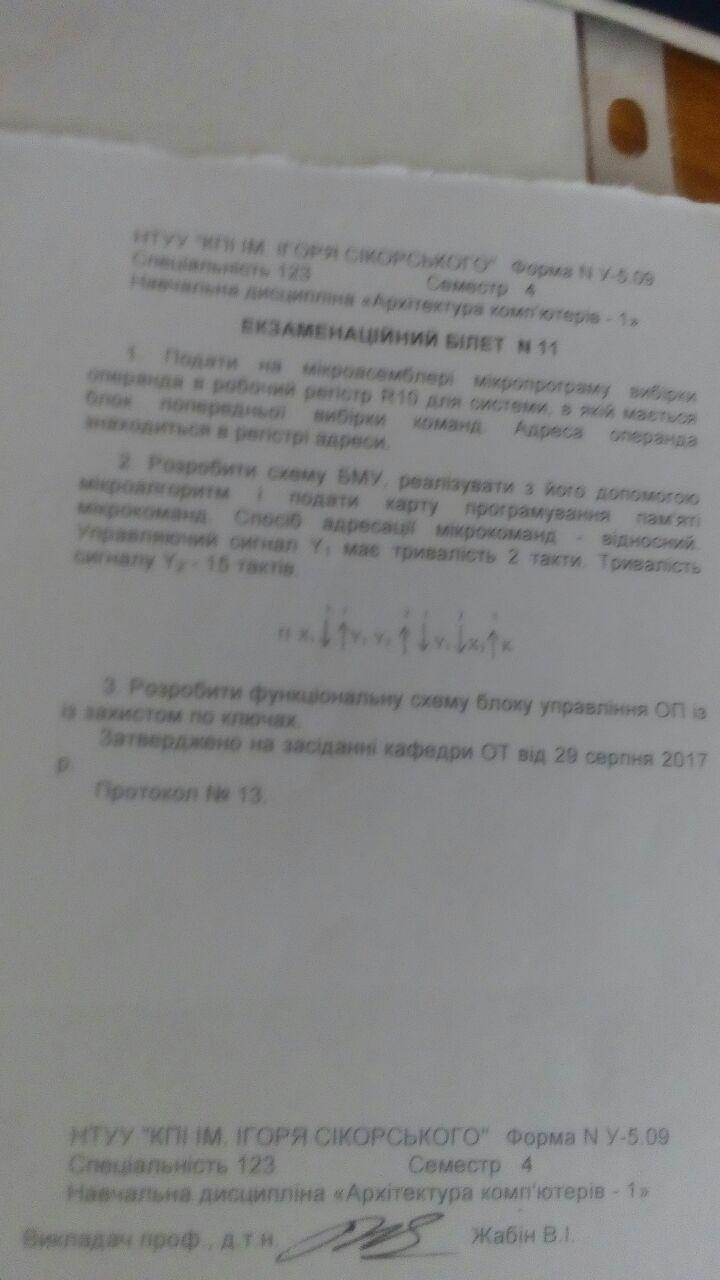 НТУУ "КПІ ІМ. ІГОРЯ СІКОРСЬКОГО" Форма N У-5.09
Спеціальність 123 Семестр 4
Навчальна дисципліна «Архітектура комп'ютерів - 1»
ЕКЗАМЕНАЦІЙНИЙ БІЛЕТ N 11
1. Подати на мікроасемблері мікропрограму вибірки
операнда в робочий регістр R10 для системи, в якій мається
блок попередньої вибірки команд. Адреса операнда
знаходиться в регістрі адреси.
2. Розробити схему БМУ, реалізувати з його допомогою
мікроалгоритм і подати карту програмування пам'яті
мікрокоманд. Спосіб адресації мікрокоманд - відносний.
Управляючий сигнал Y1 має тривалість 2 такти. Тривалість
сигналу Y2 - 15 тактів.
3. Розробити функціональну схему блоку управління ОП із
із захистом по ключах.
Затверджено на засіданні кафедри ОТ від 29 серпня 2017
р.
Протокол № 13.
НТУУ "КПІ ІМ. ІГОРЯ СІКОРСЬКОГО" Форма N У-5.09
Спеціальність 123 Семестр 4
Навчальна дисципліна «Архітектура комп'ютерів - 1»
Викладач проф., д.т.н. Жабін В.І.